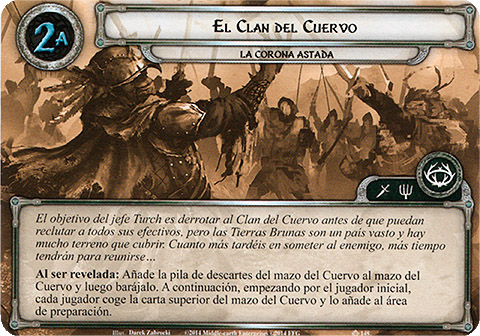 2A
El Clan del Cuervo
La Corona Astada
El objetivo del jefe Turch es derrotar al Clan del Cuervo antes de que puedan
reclutar a todos sus efectivos, pero las Tierras Brunas son un país vasto y hay
mucho terreno que cubrir. Cuanto más tardéis en someter al enemigo, más tiempo
tendrán para reunirse…
Al ser revelada: Añade la pila de descartes del mazo del Cuervo al mazo
del Cuervo y luego barájalo. A continuación, empezando por el jugador inicial,
cada jugador coge la carta superior del mazo del Cuervo y lo añade al área
de preparación.
Illus. Darek Zabrocki ©2014 Middle-earth Enterprises ©2014 FFG 148